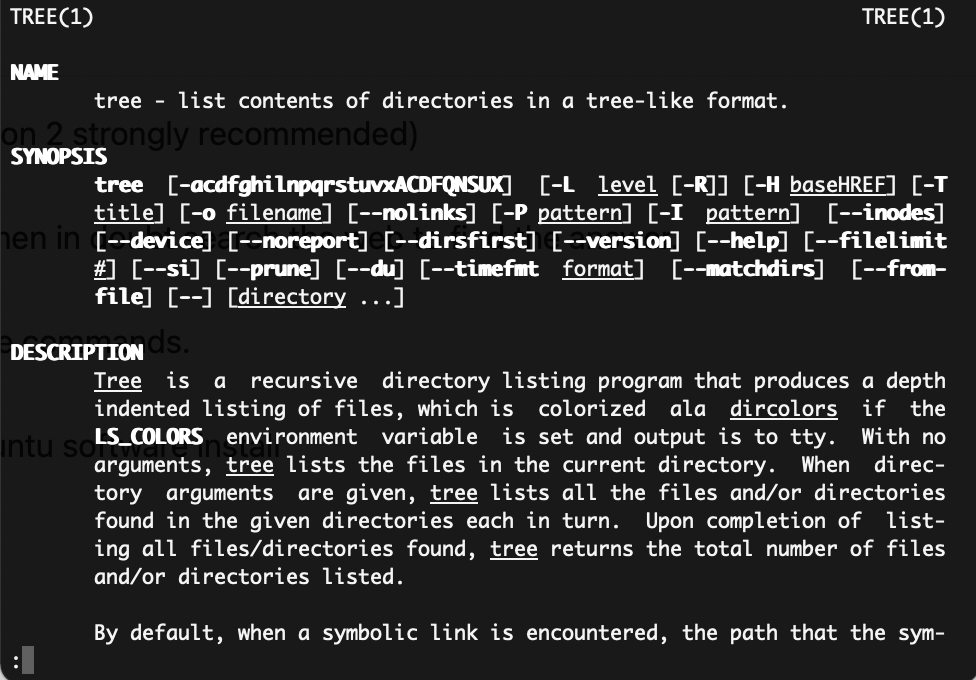 TREE(1) TREE(1)
NAME
tree - list contents of directories in a tree-like format.
on 2 strongly recommended)
SYNOPSIS
tree [-acdfghilnpqrstuvxACDFQNSUX] [-L level [-R]] [-H baseHREF] [-T
title] [-o filename] [--nolinks] [-P pattern] [-I pattern] [--inodes]
[--device] [--noreport] [--dirsfirst] [--version] [--help] [--filelimit
#] [--si] [--prune] [--du] [--timefmt format] [--matchdirs] [--from-
file] [--] [directory ...]
e commands.
DESCRIPTION
Tree is a recursive directory listing program that produces a depth
indented listing of files, which is colorized ala dircolors if the
LS_COLORS environment variable is set and output is to tty. With no
arguments, tree lists the files in the current directory. When direc-
tory arguments are given, tree lists all the files and/or directories
found in the given directories each in turn. Upon completion of list-
ing all files/directories found, tree returns the total number of files
and/or directories listed.
By default, when a symbolic link is encountered, the path that the sym-
: